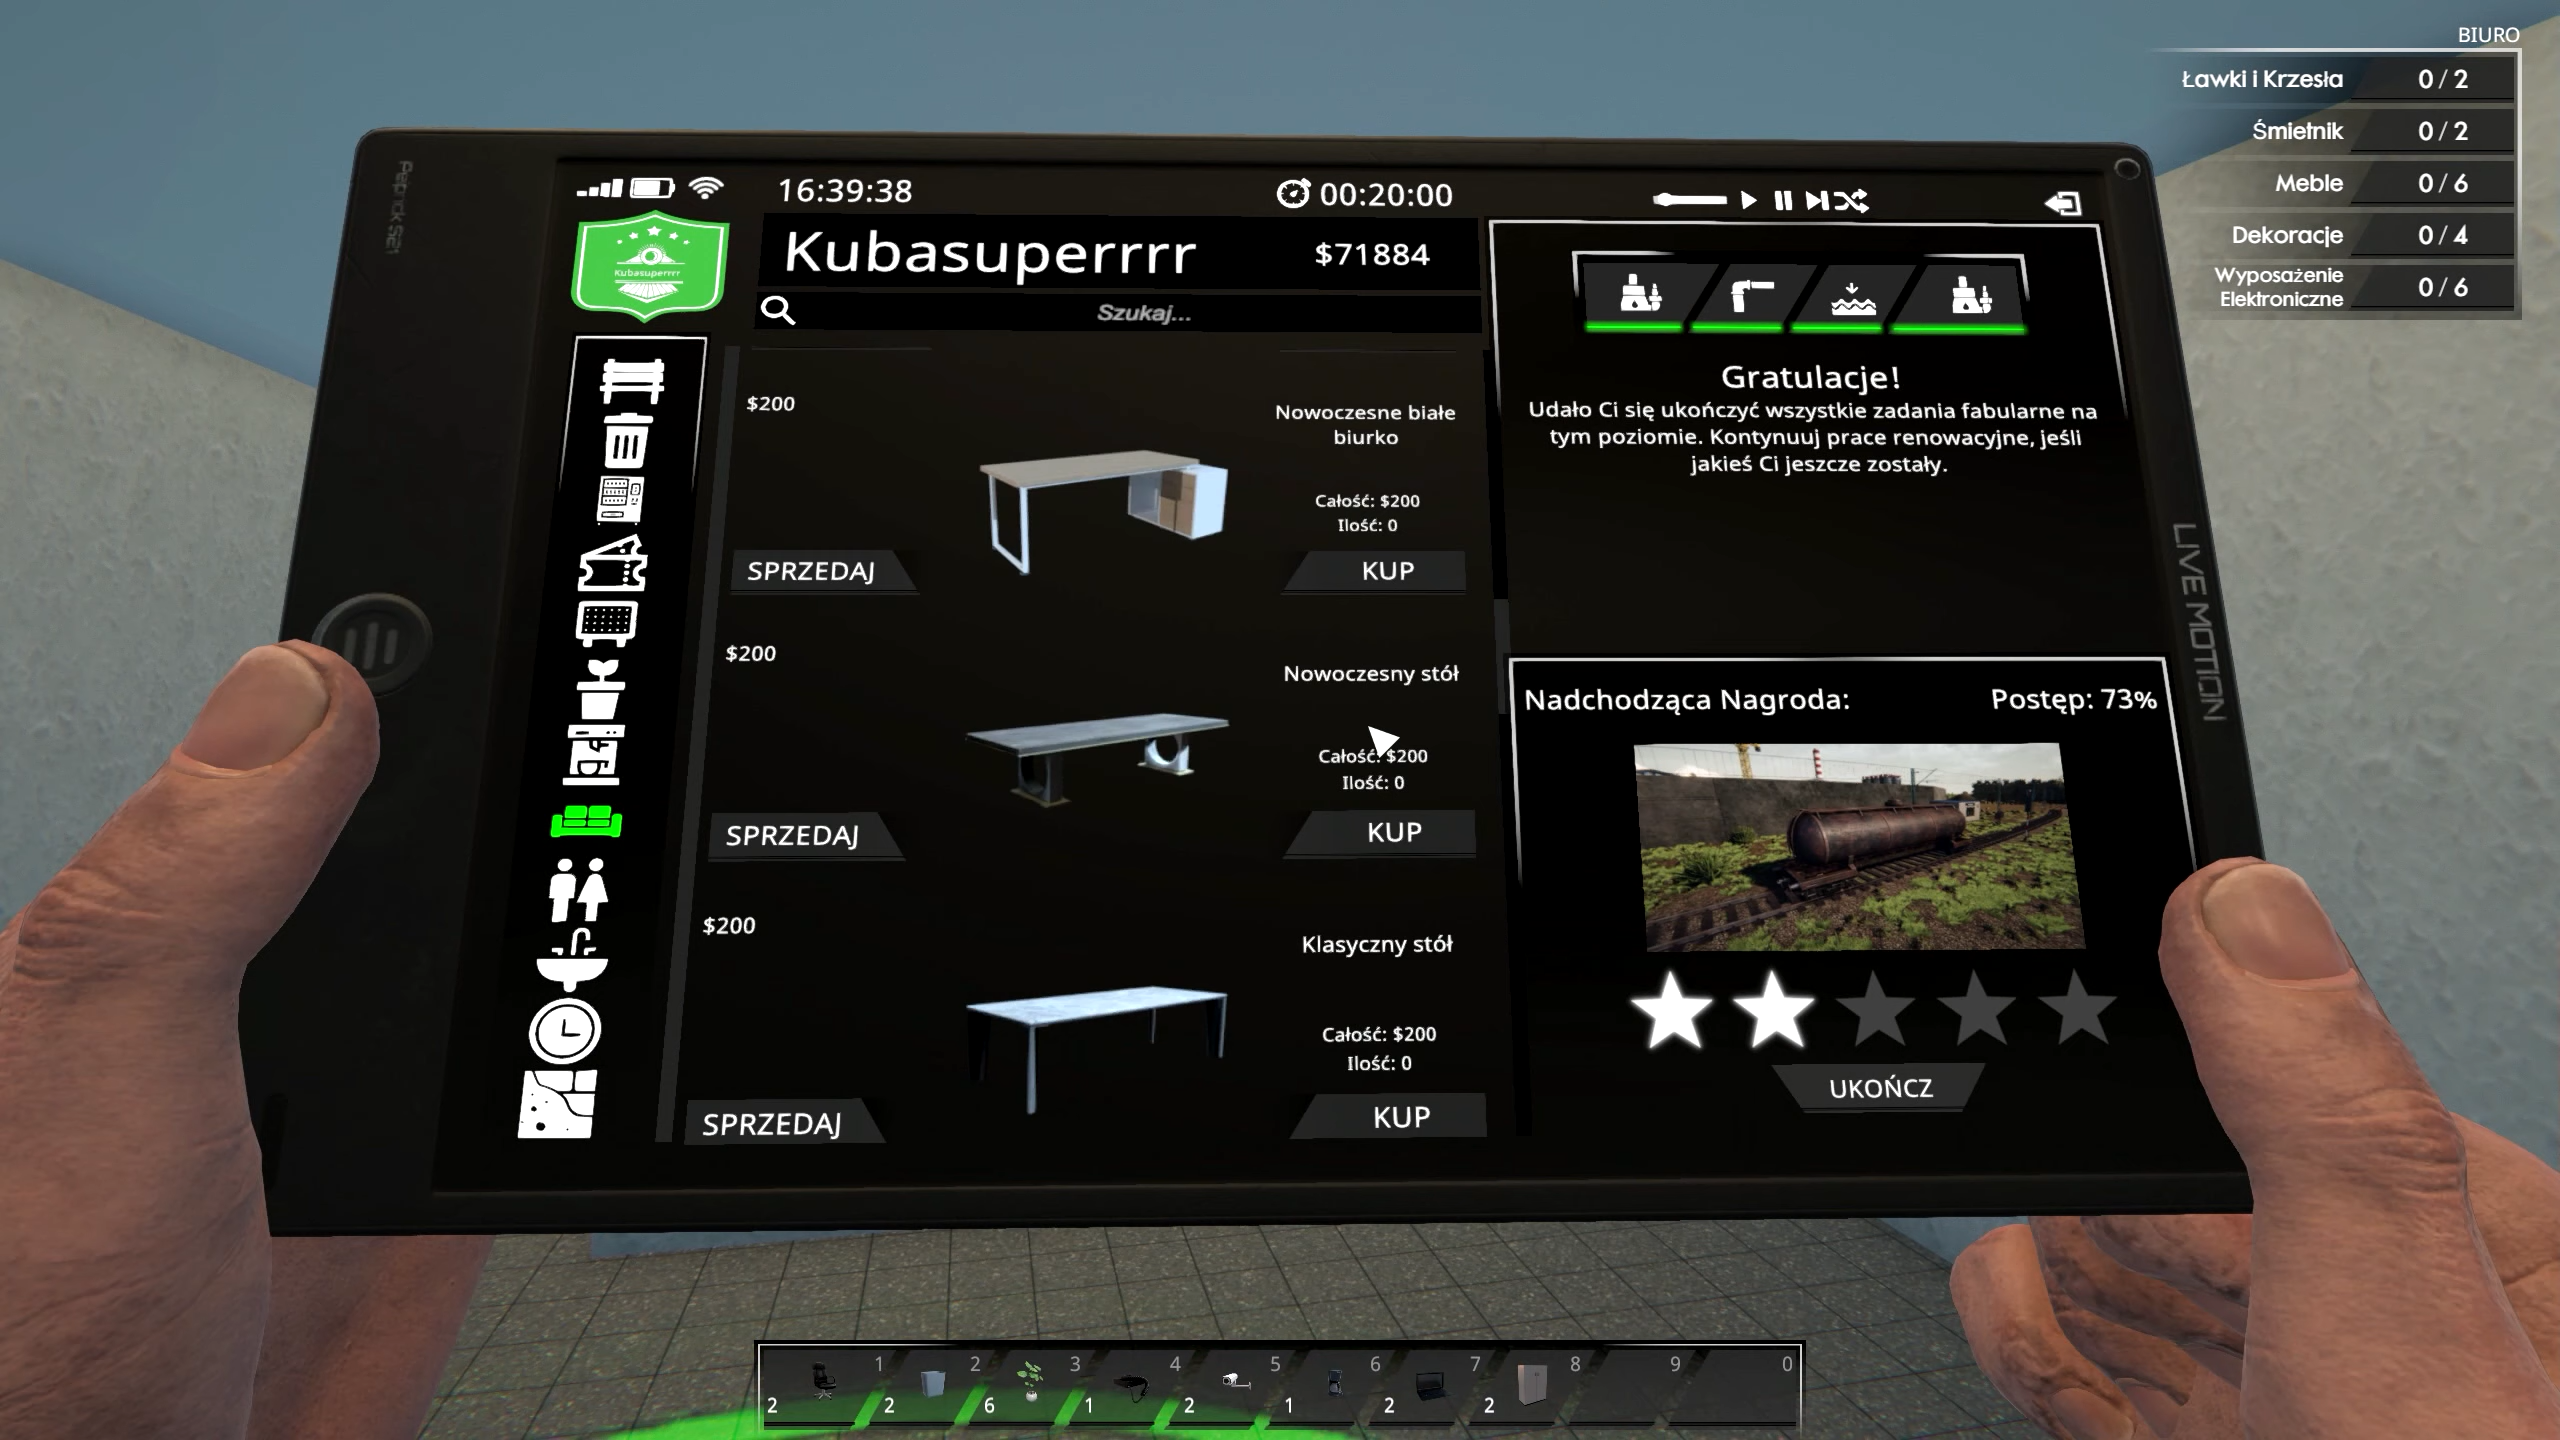 BIURO
Ławki i Krzesła 0 / 2
Śmietnik 0 / 2
Meble 0 / 6
Dekoracje 0 / 4
Wyposażenie
Elektroniczne 0 / 6
16:39:38 00:20:00
Kubasuperrrr
Kubasuperrrr $71884
Szukaj...
$200
Nowoczesne białe
biurko
Całość: $200
Ilość: 0
SPRZEDAJ KUP
$200
Nowoczesny stół
Całość: $200
Ilość: 0
SPRZEDAJ KUP
$200
Klasyczny stół
Całość: $200
Ilość: 0
SPRZEDAJ KUP
Gratulacje!
Udało Ci się ukończyć wszystkie zadania fabularne na
tym poziomie. Kontynuuj prace renowacyjne, jeśli
jakieś Ci jeszcze zostały.
Nadchodząca Nagroda: Postęp: 73%
UKOŃCZ
LIVE MOTION
1 2 3 4 5 6 7 8 9 0
2 2 6 1 2 1 2 2